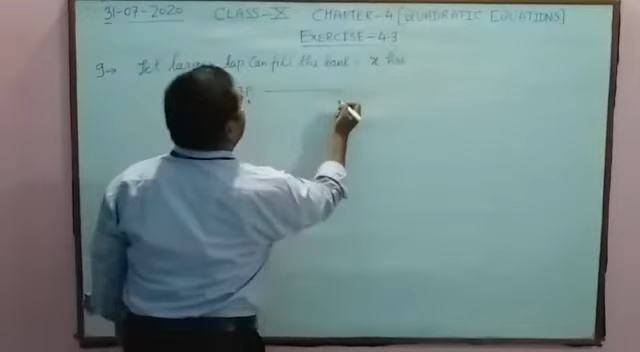 31-07-2020 CLASS-X CHAPTER-4 [QUADRATIC EQUATIONS]
EXERCISE-4.3
9→ Let larger tap can fill the tank = x hrs